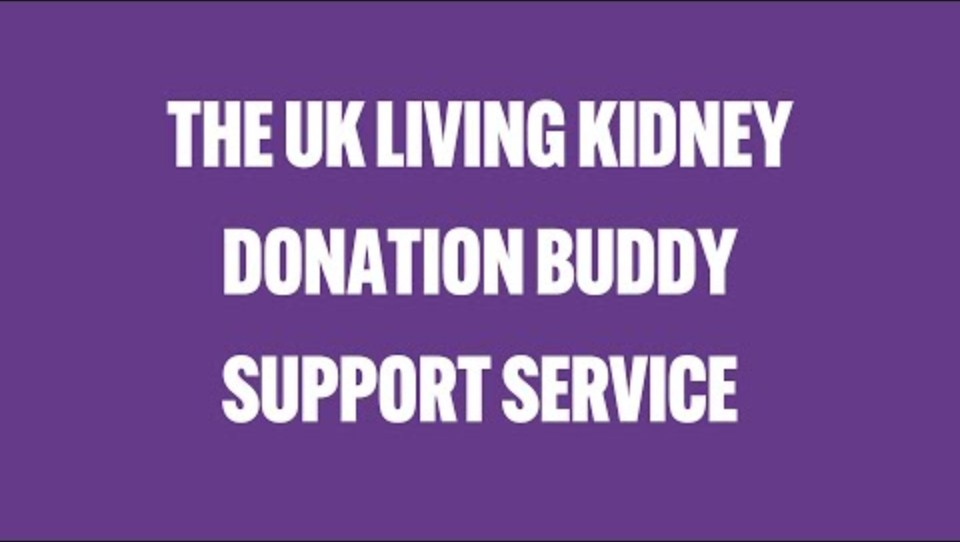 THE UK LIVING KIDNEY
DONATION BUDDY
SUPPORT SERVICE